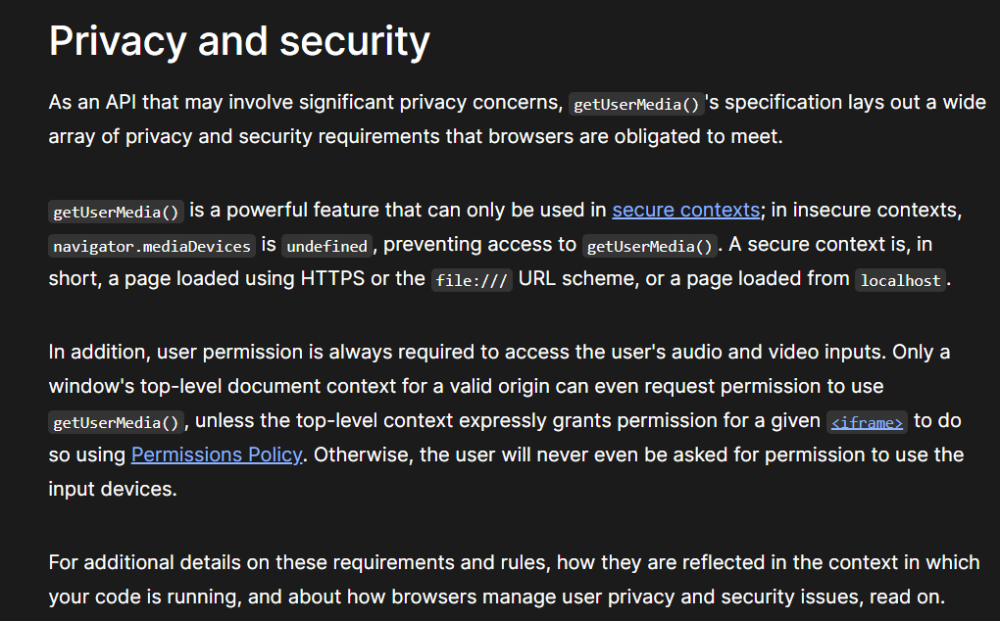 Privacy and security
As an API that may involve significant privacy concerns, getUserMedia()'s specification lays out a wide
array of privacy and security requirements that browsers are obligated to meet.
getUserMedia() is a powerful feature that can only be used in secure contexts; in insecure contexts,
navigator.mediaDevices is undefined, preventing access to getUserMedia(). A secure context is, in
short, a page loaded using HTTPS or the file:/// URL scheme, or a page loaded from localhost.
In addition, user permission is always required to access the user's audio and video inputs. Only a
window's top-level document context for a valid origin can even request permission to use
getUserMedia(), unless the top-level context expressly grants permission for a given <iframe> to do
so using Permissions Policy. Otherwise, the user will never even be asked for permission to use the
input devices.
For additional details on these requirements and rules, how they are reflected in the context in which
your code is running, and about how browsers manage user privacy and security issues, read on.